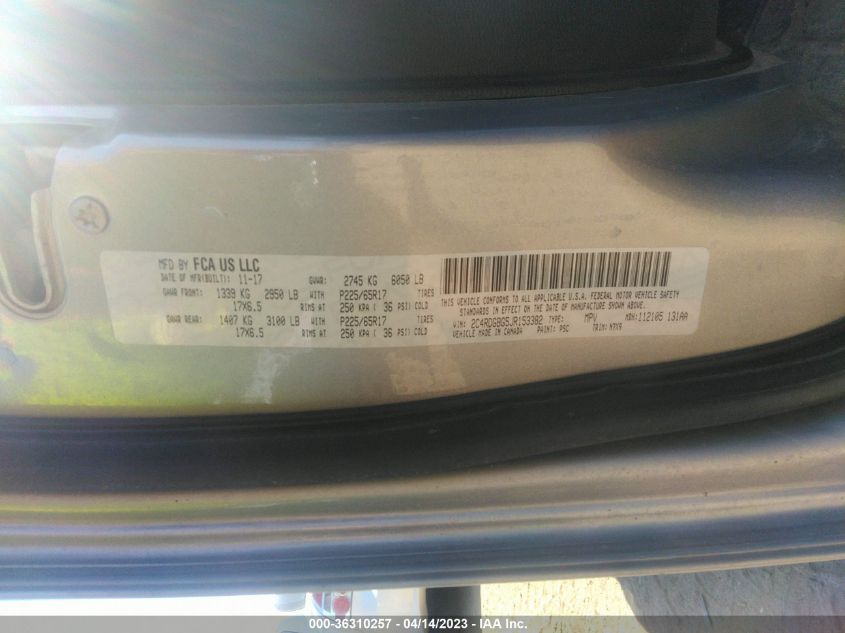 MFD BY FCA US LLC
DATE OF MFR(BUILT): 11-17 GVWR: 2745 KG 6050 LB
GAWR FRONT: 1339 KG 2950 LB WITH P225/65R17 TIRES
17X6.5 RIMS AT 250 KPA ( 36 PSI) COLD
GAWR REAR: 1407 KG 3100 LB WITH P225/65R17 TIRES
17X6.5 RIMS AT 250 KPA ( 36 PSI) COLD
THIS VEHICLE CONFORMS TO ALL APPLICABLE U.S.A. FEDERAL MOTOR VEHICLE SAFETY
STANDARDS IN EFFECT ON THE DATE OF MANUFACTURE SHOWN ABOVE
VIN: 2C4RDGBG5JR153382 TYPE: MPV MDH: 112105 131AA
VEHICLE MADE IN CANADA PAINT: PSC TRIM: H7X9
000-36310257 - 04/14/2023 - IAA Inc.